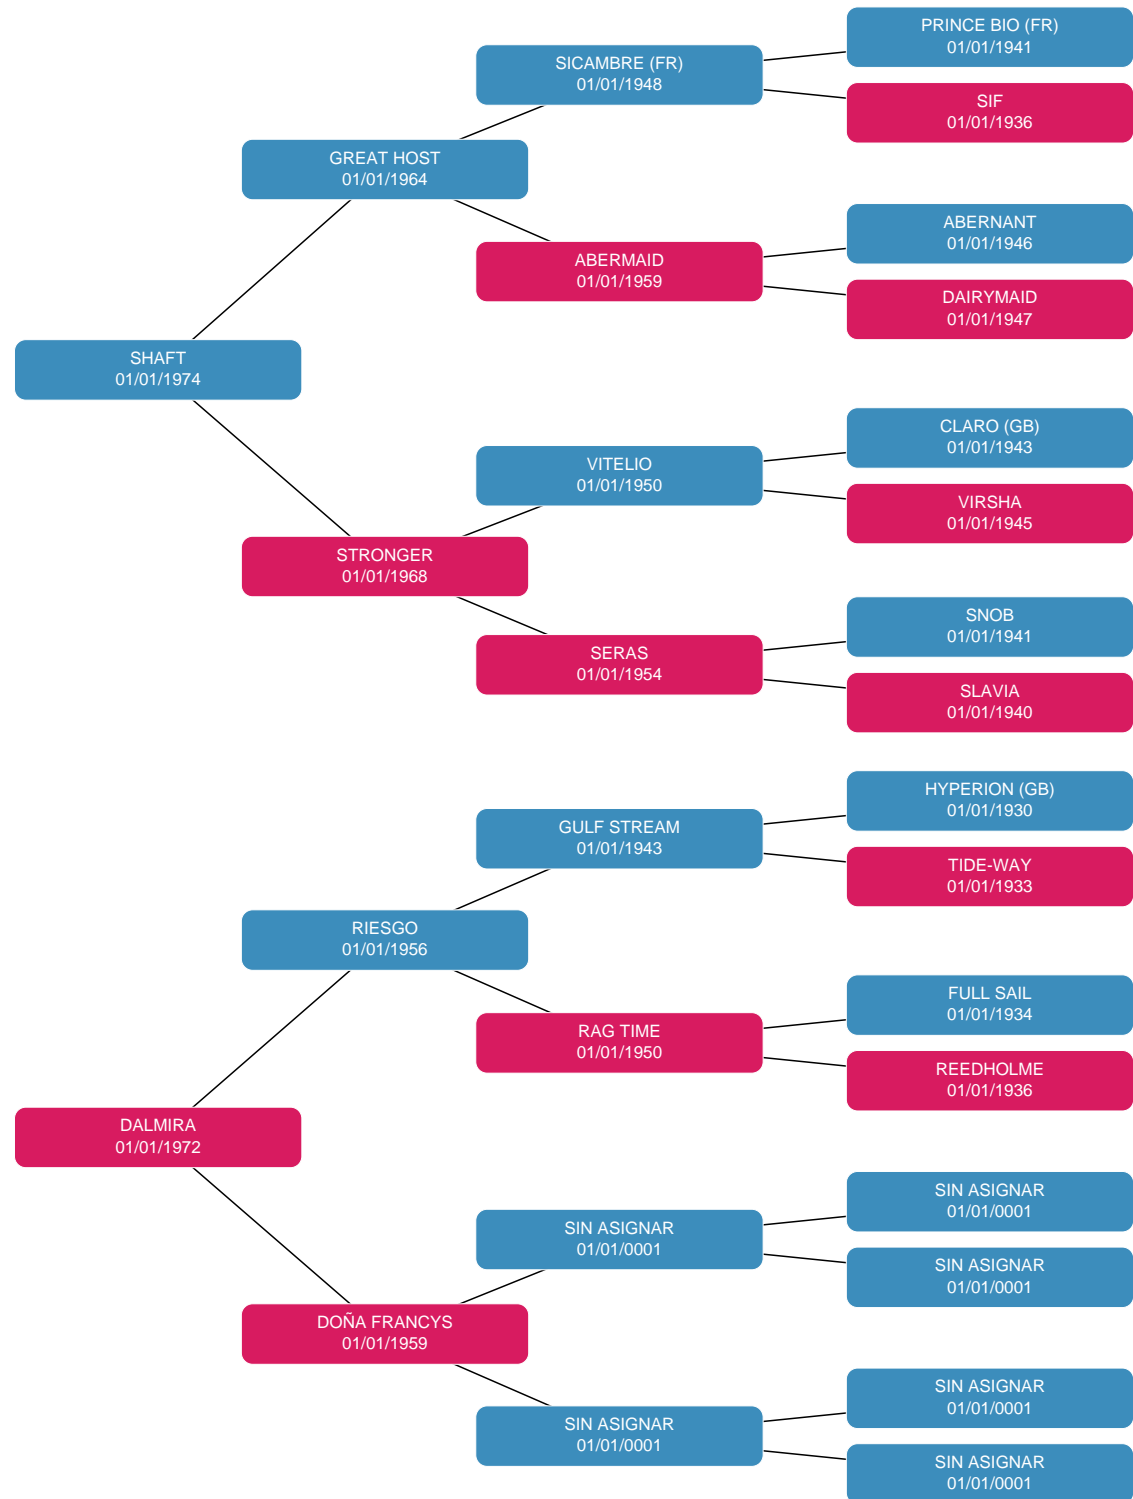 PRINCE BIO (FR)
01/01/1941
SICAMBRE (FR)
01/01/1948
SIF
01/01/1936
GREAT HOST
01/01/1964
ABERNANT
01/01/1946
ABERMAID
01/01/1959
DAIRYMAID
01/01/1947
SHAFT
01/01/1974
CLARO (GB)
01/01/1943
VITELIO
01/01/1950
VIRSHA
01/01/1945
STRONGER
01/01/1968
SNOB
01/01/1941
SERAS
01/01/1954
SLAVIA
01/01/1940
HYPERION (GB)
01/01/1930
GULF STREAM
01/01/1943
TIDE-WAY
01/01/1933
RIESGO
01/01/1956
FULL SAIL
01/01/1934
RAG TIME
01/01/1950
REEDHOLME
01/01/1936
DALMIRA
01/01/1972
SIN ASIGNAR
01/01/0001
SIN ASIGNAR
01/01/0001
SIN ASIGNAR
01/01/0001
DOÑA FRANCYS
01/01/1959
SIN ASIGNAR
01/01/0001
SIN ASIGNAR
01/01/0001
SIN ASIGNAR
01/01/0001